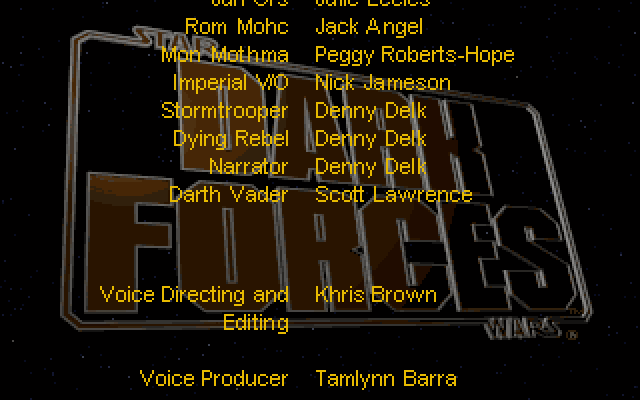 Jan Ors Julie Eccles
Rom Mohc Jack Angel
Mon Mothma Peggy Roberts-Hope
Imperial V/O Nick Jameson
Stormtrooper Denny Delk
Dying Rebel Denny Delk
Narrator Denny Delk
Darth Vader Scott Lawrence
Voice Directing and Khris Brown
Editing
Voice Producer Tamlynn Barra
STAR
DARK
FORCES
WARS